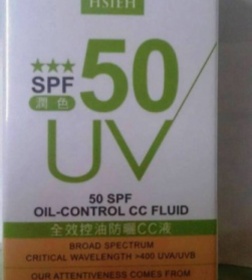 HSIEH
★★★
SPF 50
潤色
UV
50 SPF
OIL-CONTROL CC FLUID
全效控油防曬CC液
BROAD SPECTRUM
CRITICAL WAVELENGTH >400 UVA/UVB
OUR ATTENTIVENESS COMES FROM